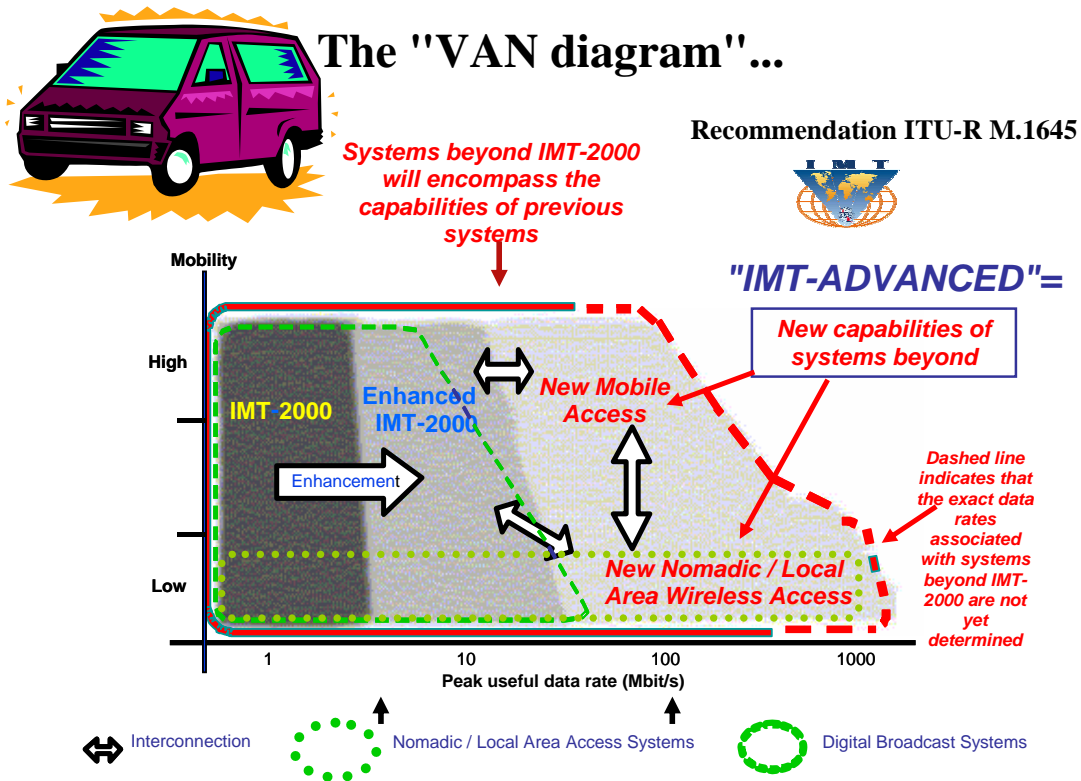 The "VAN diagram"...
Recommendation ITU-R M.1645
I M T
Systems beyond IMT-2000
will encompass the
capabilities of previous
systems
Mobility
"IMT-ADVANCED"=
New capabilities of
systems beyond
High
IMT-2000
Enhanced
IMT-2000
New Mobile
Access
Enhancement
Dashed line
indicates that
the exact data
rates
associated
with systems
beyond IMT-
2000 are not
yet
determined
Low
New Nomadic / Local
Area Wireless Access
1 10 100 1000
Peak useful data rate (Mbit/s)
Interconnection
Nomadic / Local Area Access Systems
Digital Broadcast Systems